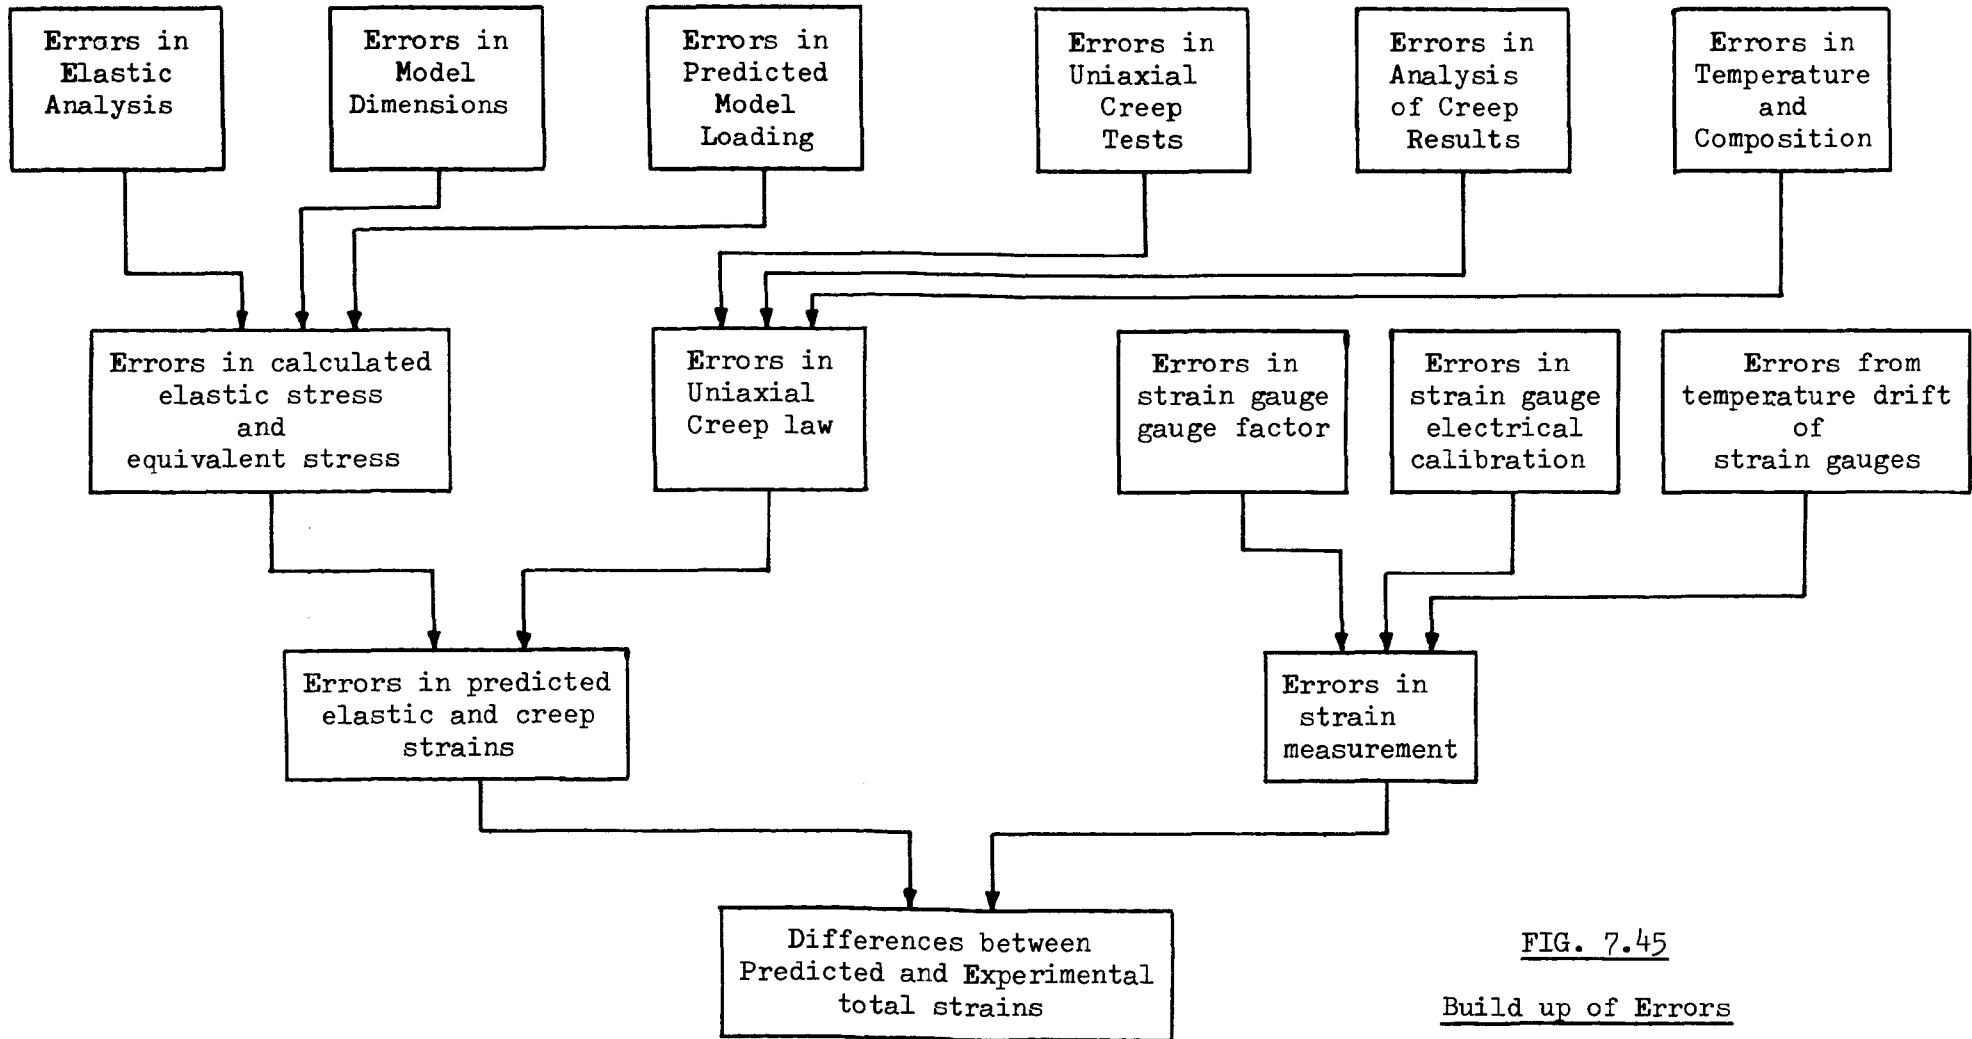 Errors in
Elastic
Analysis
Errors in
Model
Dimensions
Errors in
Predicted
Model
Loading
Errors in
Uniaxial
Creep
Tests
Errors in
Analysis
of Creep
Results
Errors in
Temperature
and
Composition
Errors in calculated
elastic stress
and
equivalent stress
Errors in
Uniaxial
Creep law
Errors in
strain gauge
gauge factor
Errors in
strain gauge
electrical
calibration
Errors from
temperature drift
of
strain gauges
Errors in predicted
elastic and creep
strains
Errors in
strain
measurement
Differences between
Predicted and Experimental
total strains
FIG. 7.45
Build up of Errors